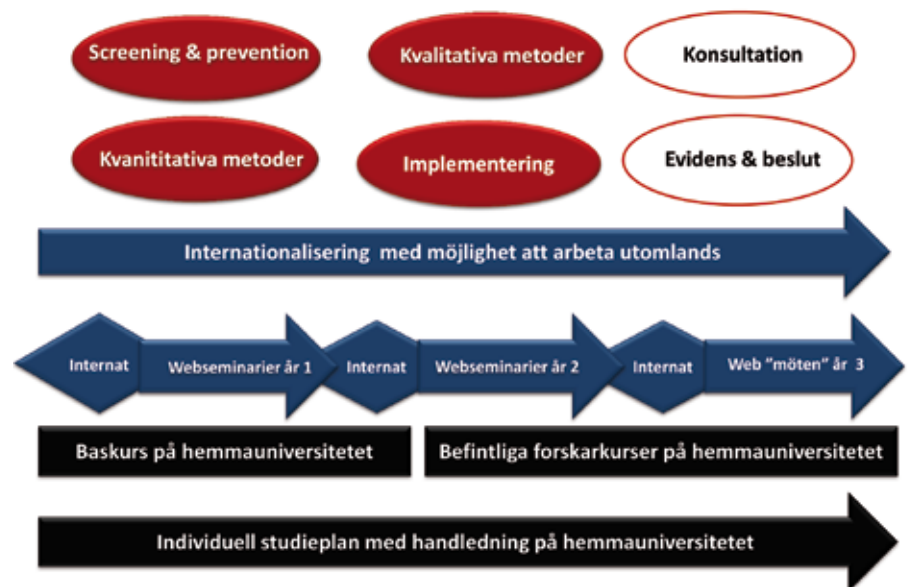 Screening & prevention
Kvalitativa metoder
Konsultation
Kvanititativa metoder
Implementering
Evidens & beslut
Internationalisering med möjlighet att arbeta utomlands
Internat
Webseminarier år 1
Internat
Webseminarier år 2
Internat
Web "möten" år 3
Baskurs på hemmauniversitetet
Befintliga forskarkurser på hemmauniversitetet
Individuell studieplan med handledning på hemmauniversitetet